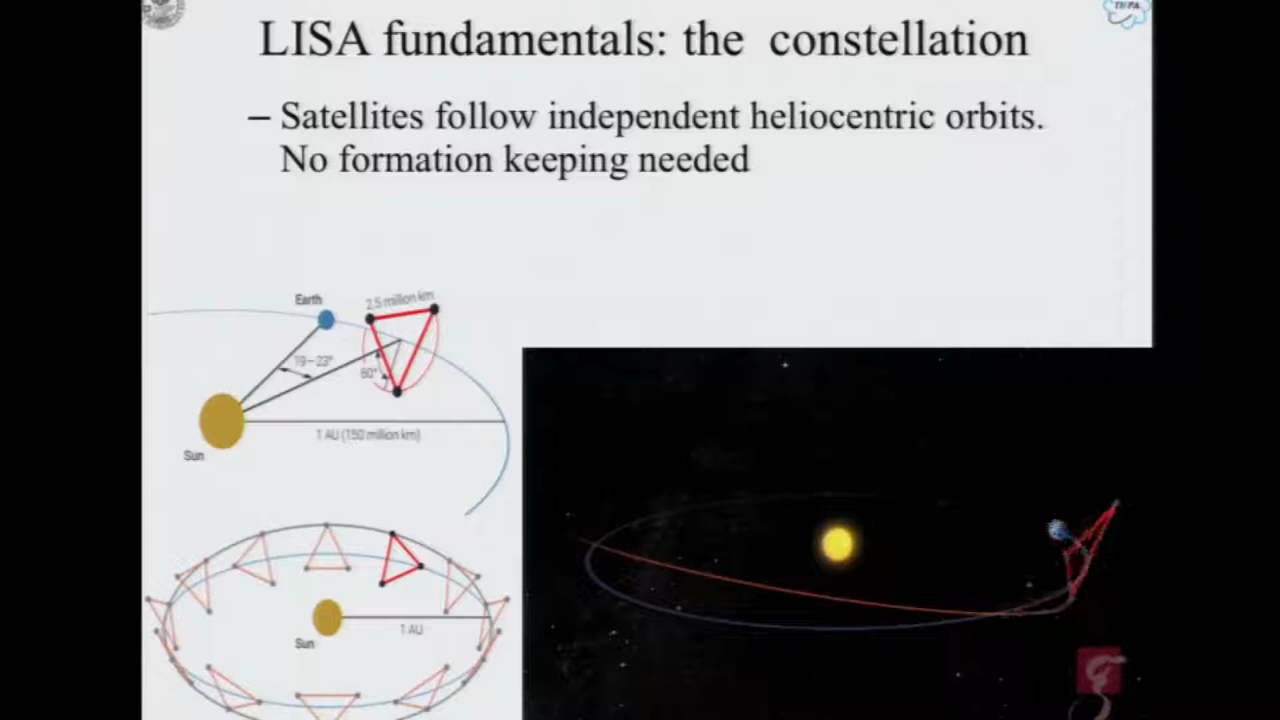 LISA fundamentals: the constellation
– Satellites follow independent heliocentric orbits.
No formation keeping needed
Earth
2.5 million km
19–23°
60°
1 AU (150 million km)
Sun
1 AU
Sun